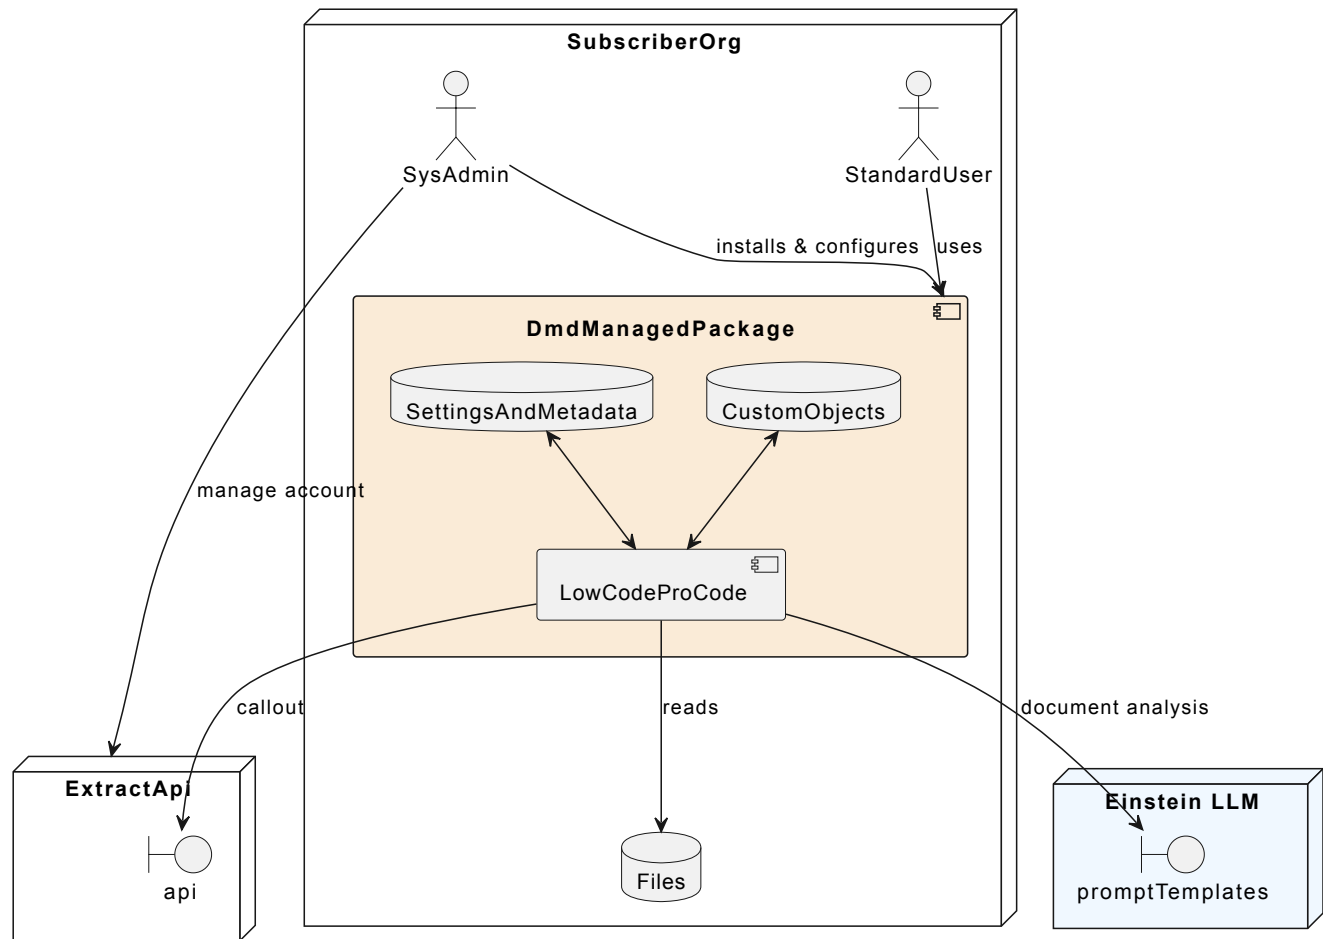 SubscriberOrg
SysAdmin
StandardUser
installs & configures
uses
DmdManagedPackage
SettingsAndMetadata
CustomObjects
manage account
LowCodeProCode
callout
reads
document analysis
ExtractApi
Einstein LLM
api
Files
promptTemplates